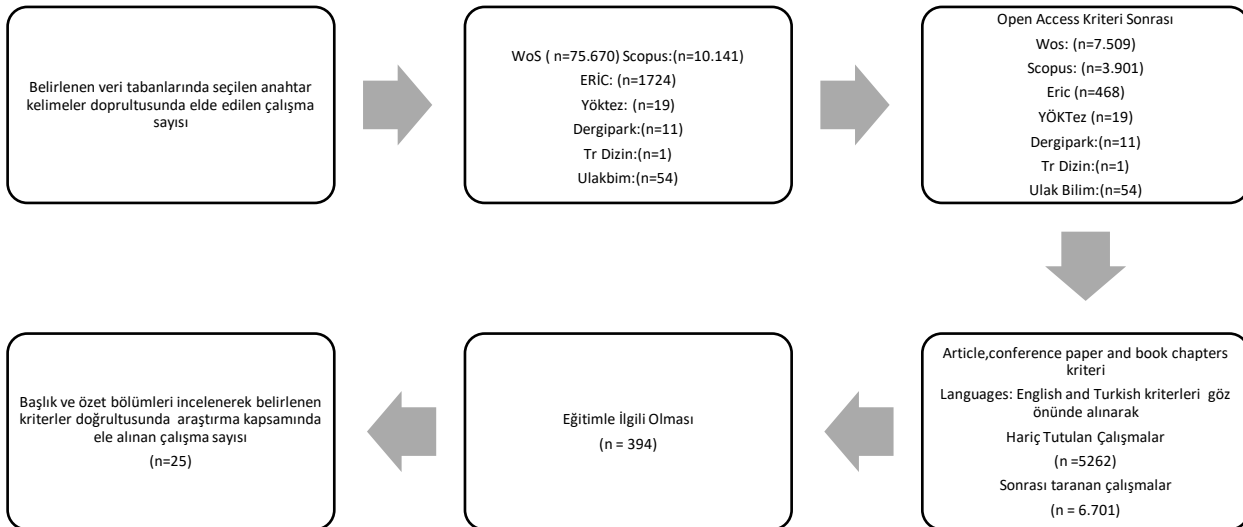 Belirlenen veri tabanlarında seçilen anahtar
kelimeler doprultusunda elde edilen çalışma
sayısı
WoS ( n=75.670) Scopus:(n=10.141)
ERİC: (n=1724)
Yöktez: (n=19)
Dergipark:(n=11)
Tr Dizin:(n=1)
Ulakbim:(n=54)
Open Access Kriteri Sonrası
Wos: (n=7.509)
Scopus: (n=3.901)
Eric (n=468)
YÖKTez (n=19)
Dergipark:(n=11)
Tr Dizin:(n=1)
Ulak Bilim:(n=54)
Article,conference paper and book chapters
kriteri
Languages: English and Turkish kriterleri göz
önünde alınarak
Hariç Tutulan Çalışmalar
(n =5262)
Sonrası taranan çalışmalar
(n = 6.701)
Eğitimle İlgili Olması
(n = 394)
Başlık ve özet bölümleri incelenerek belirlenen
kriterler doğrultusunda araştırma kapsamında
ele alınan çalışma sayısı
(n=25)